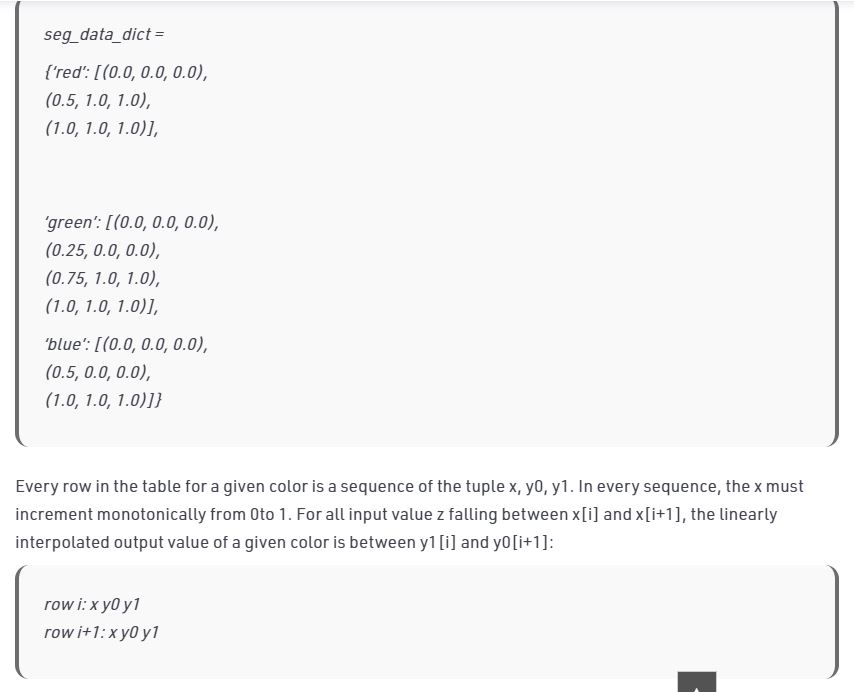 seg_data_dict =
{‘red’: [(0.0, 0.0, 0.0),
(0.5, 1.0, 1.0),
(1.0, 1.0, 1.0)],
‘green’: [(0.0, 0.0, 0.0),
(0.25, 0.0, 0.0),
(0.75, 1.0, 1.0),
(1.0, 1.0, 1.0)],
‘blue’: [(0.0, 0.0, 0.0),
(0.5, 0.0, 0.0),
(1.0, 1.0, 1.0)]}
Every row in the table for a given color is a sequence of the tuple x, y0, y1. In every sequence, the x must
increment monotonically from 0to 1. For all input value z falling between x[i] and x[i+1], the linearly
interpolated output value of a given color is between y1[i] and y0[i+1]:
row i: x y0 y1
row i+1: x y0 y1